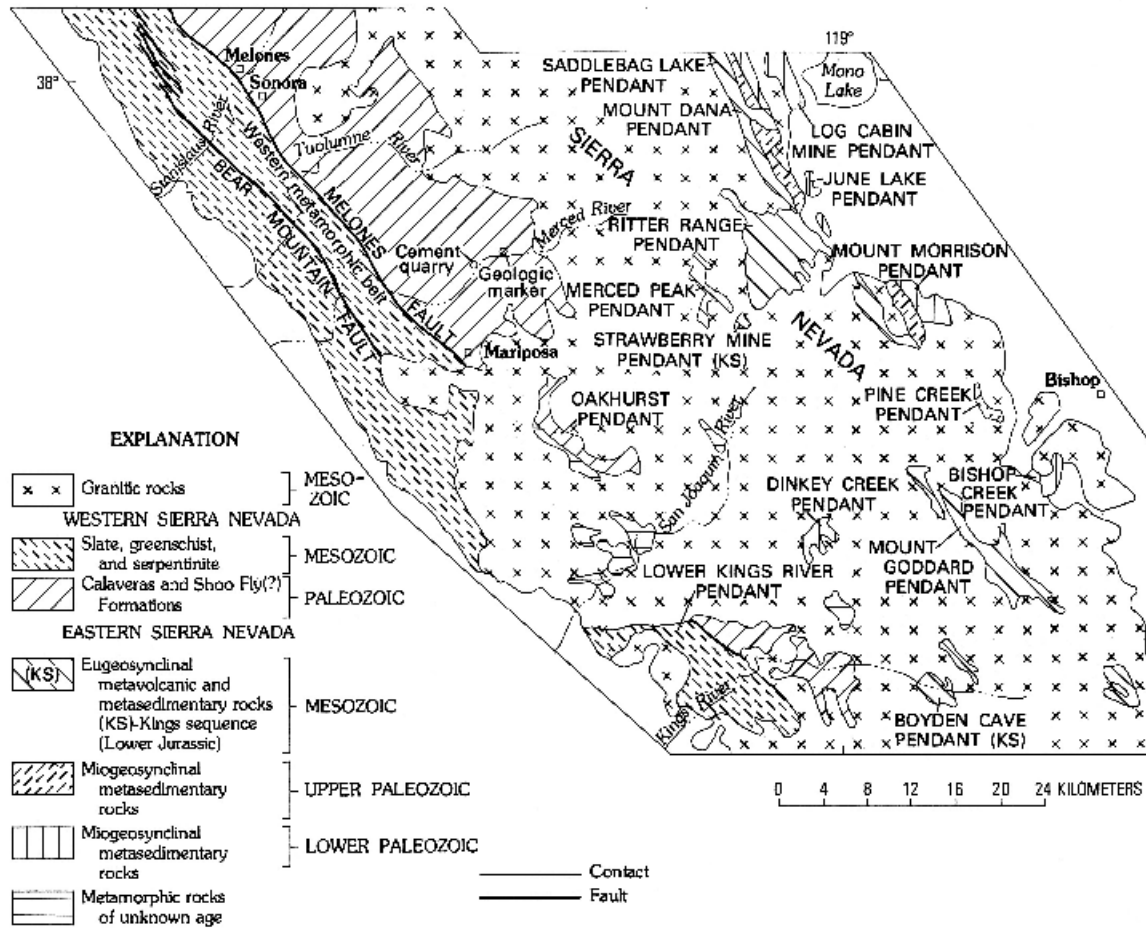 119°
38°
Melones
Sonora
SADDLEBAG LAKE
PENDANT
Mono
Lake
MOUNT DANA
PENDANT
LOG CABIN
MINE PENDANT
Stanislaus River
Tuolumne River
SIERRA
JUNE LAKE
PENDANT
Western metamorphic belt
BEAR MOUNTAIN FAULT
MELONES FAULT
Merced River
RITTER RANGE
PENDANT
Cement
quarry
Geologic
marker
MOUNT MORRISON
PENDANT
MERCED PEAK
PENDANT
NEVADA
Mariposa
STRAWBERRY MINE
PENDANT (KS)
Bishop
OAKHURST
PENDANT
PINE CREEK
PENDANT
San Joaquin River
DINKEY CREEK
PENDANT
BISHOP
CREEK
PENDANT
MOUNT
GODDARD
PENDANT
LOWER KINGS RIVER
PENDANT
Kings River
BOYDEN CAVE
PENDANT (KS)
EXPLANATION
x x Granitic rocks
MESO-
ZOIC
WESTERN SIERRA NEVADA
Slate, greenschist,
and serpentinite
MESOZOIC
Calaveras and Shoo Fly(?)
Formations
PALEOZOIC
EASTERN SIERRA NEVADA
(KS) Eugeosynclinal
metavolcanic and
metasedimentary rocks
(KS)-Kings sequence
(Lower Jurassic)
MESOZOIC
Miogeosynclinal
metasedimentary
rocks
UPPER PALEOZOIC
Miogeosynclinal
metasedimentary
rocks
LOWER PALEOZOIC
Metamorphic rocks
of unknown age
Contact
Fault
0 4 8 12 16 20 24 KILOMETERS